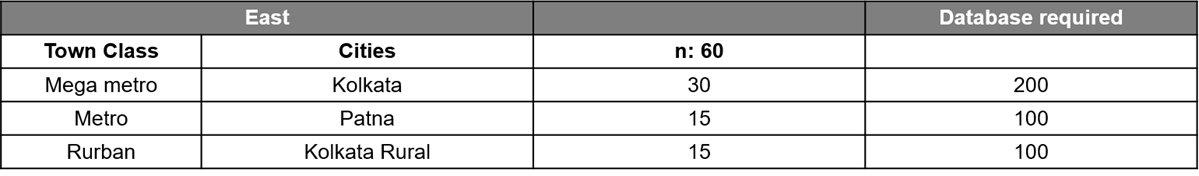 East Database required
Town Class Cities n: 60
Mega metro Kolkata 30 200
Metro Patna 15 100
Rurban Kolkata Rural 15 100